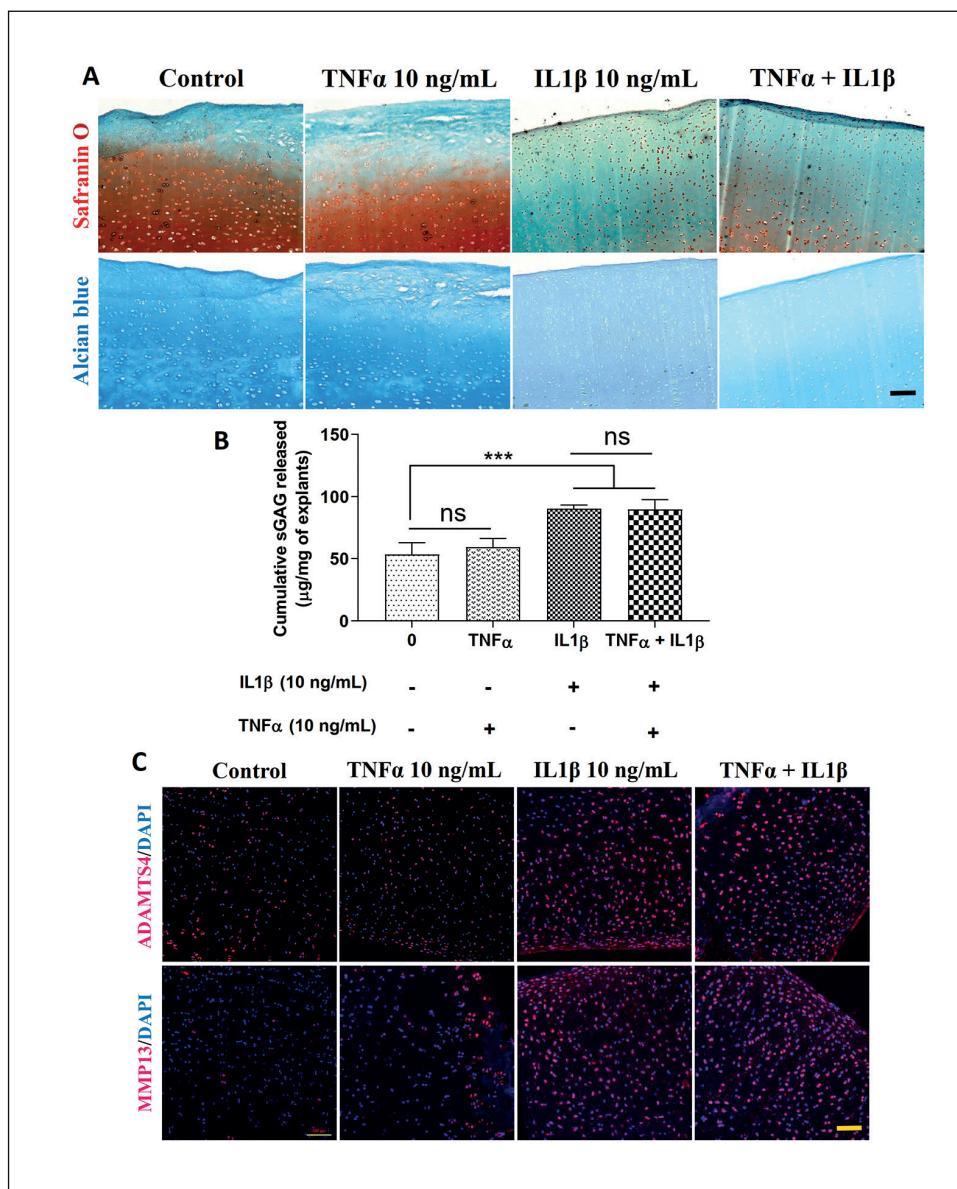 A
Control TNFα 10 ng/mL IL1β 10 ng/mL TNFα + IL1β
Safranin O
Alcian blue
B
Cumulative sGAG released
(µg/mg of explants)
150
100
50
0
ns
***
ns
0 TNFα IL1β TNFα + IL1β
IL1β (10 ng/mL) - - + +
TNFα (10 ng/mL) - + - +
C
Control TNFα 10 ng/mL IL1β 10 ng/mL TNFα + IL1β
ADAMTS4/DAPI
MMP13/DAPI